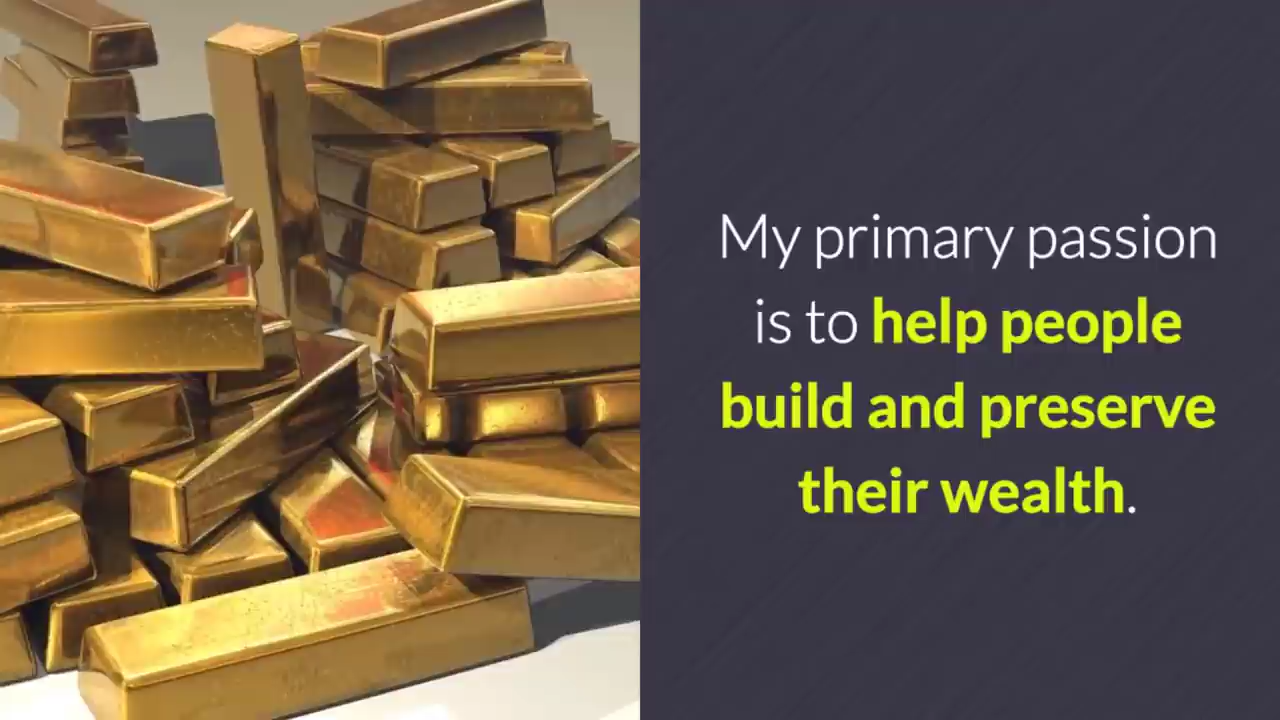 My primary passion
is to help people
build and preserve
their wealth.